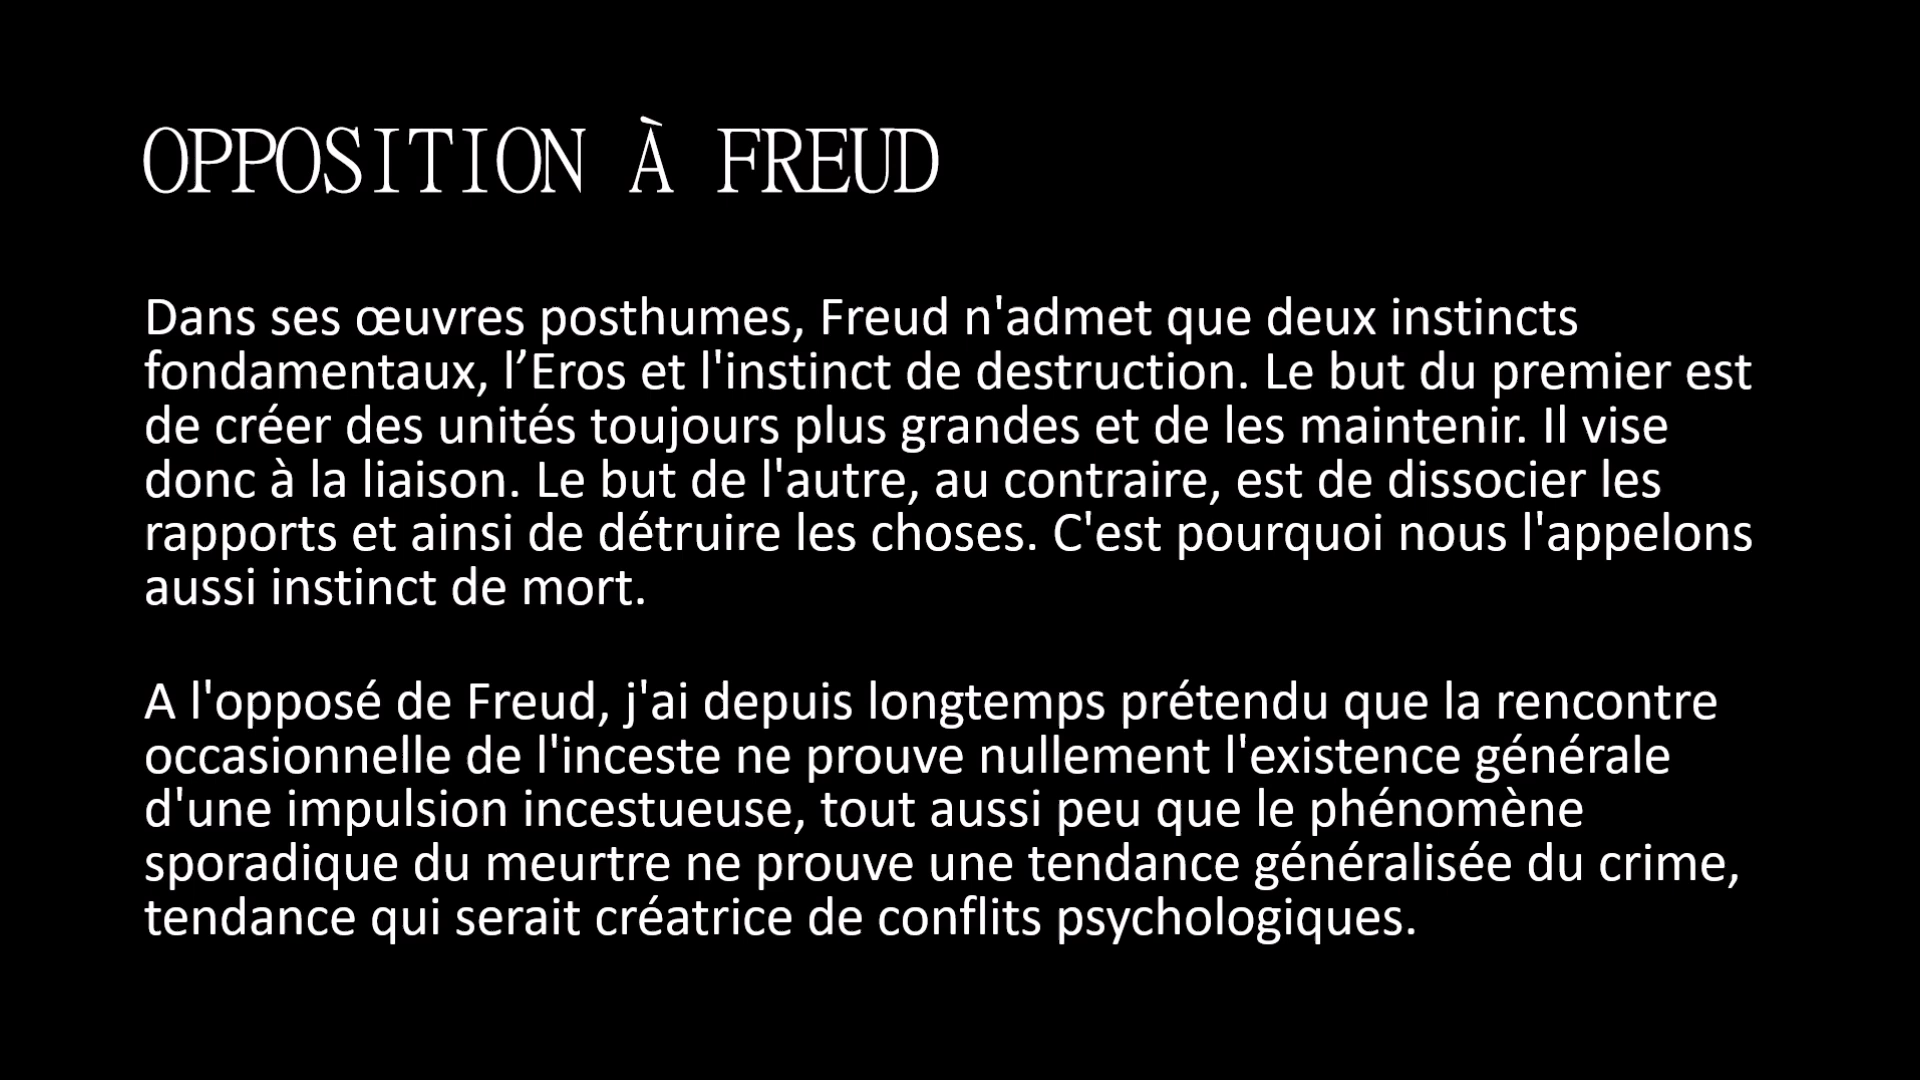 OPPOSITION À FREUD
Dans ses œuvres posthumes, Freud n'admet que deux instincts
fondamentaux, l’Eros et l'instinct de destruction. Le but du premier est
de créer des unités toujours plus grandes et de les maintenir. Il vise
donc à la liaison. Le but de l'autre, au contraire, est de dissocier les
rapports et ainsi de détruire les choses. C'est pourquoi nous l'appelons
aussi instinct de mort.
A l'opposé de Freud, j'ai depuis longtemps prétendu que la rencontre
occasionnelle de l'inceste ne prouve nullement l'existence générale
d'une impulsion incestueuse, tout aussi peu que le phénomène
sporadique du meurtre ne prouve une tendance généralisée du crime,
tendance qui serait créatrice de conflits psychologiques.